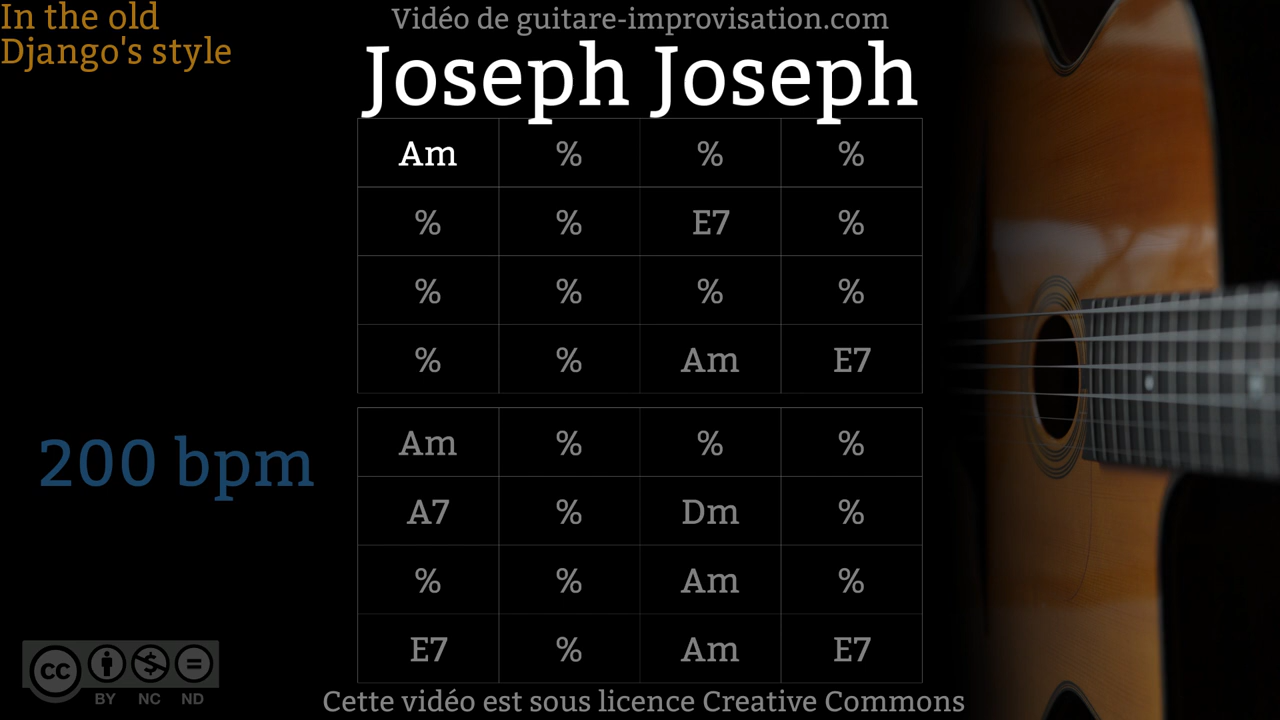 In the old
Django's style
Vidéo de guitare-improvisation.com
Joseph Joseph
Am % % %
% % E7 %
% % % %
% % Am E7
200 bpm
Am % % %
A7 % Dm %
% % Am %
E7 % Am E7
cc
BY NC ND
Cette vidéo est sous licence Creative Commons